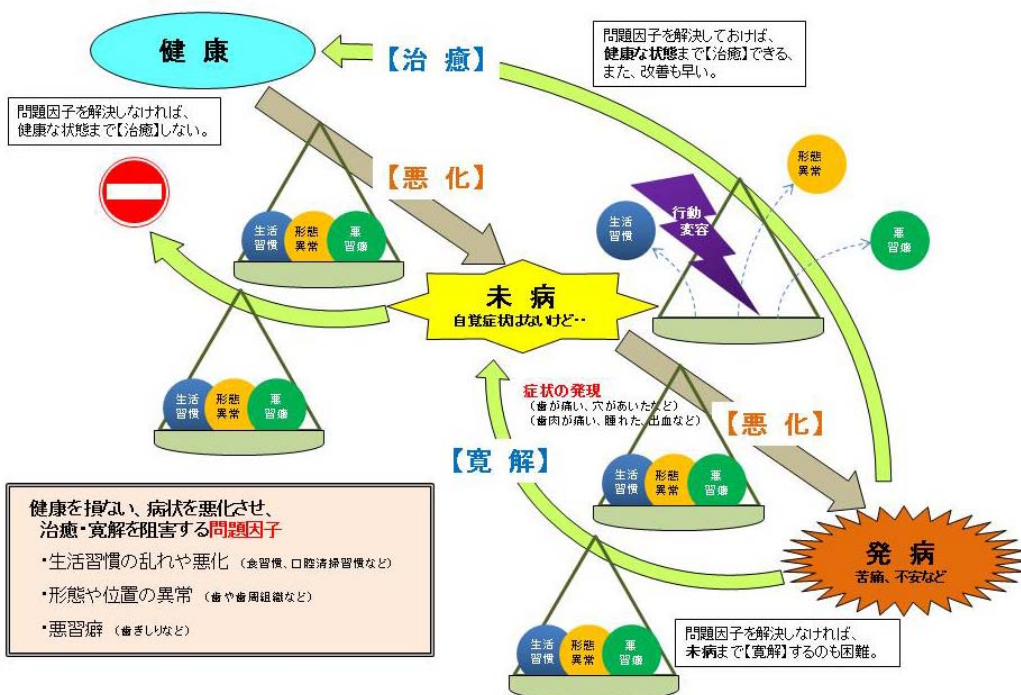 健康
問題因子を解決しなければ、
健康な状態まで【治癒】しない。
【治癒】
問題因子を解決しておけば、
健康な状態まで【治癒】できる、
また、改善も早い。
【悪化】
生活
習慣
形態
異常
悪
習癖
行動
変容
生活
習慣
形態
異常
悪
習癖
未病
自覚症状はないけど・・
生活
習慣
形態
異常
悪
習癖
症状の発現
（歯が痛い、穴があいたなど）
（歯肉が痛い、腫れた、出血など）
【悪化】
【寛解】
生活
習慣
形態
異常
悪
習癖
発病
苦痛、不安など
健康を損ない、病状を悪化させ、
治癒・寛解を阻害する問題因子
・生活習慣の乱れや悪化（食習慣、口腔清掃習慣など）
・形態や位置の異常（歯や歯周組織など）
・悪習癖（歯ぎしりなど）
生活
習慣
形態
異常
悪
習癖
問題因子を解決しなければ、
未病まで【寛解】するのも困難。